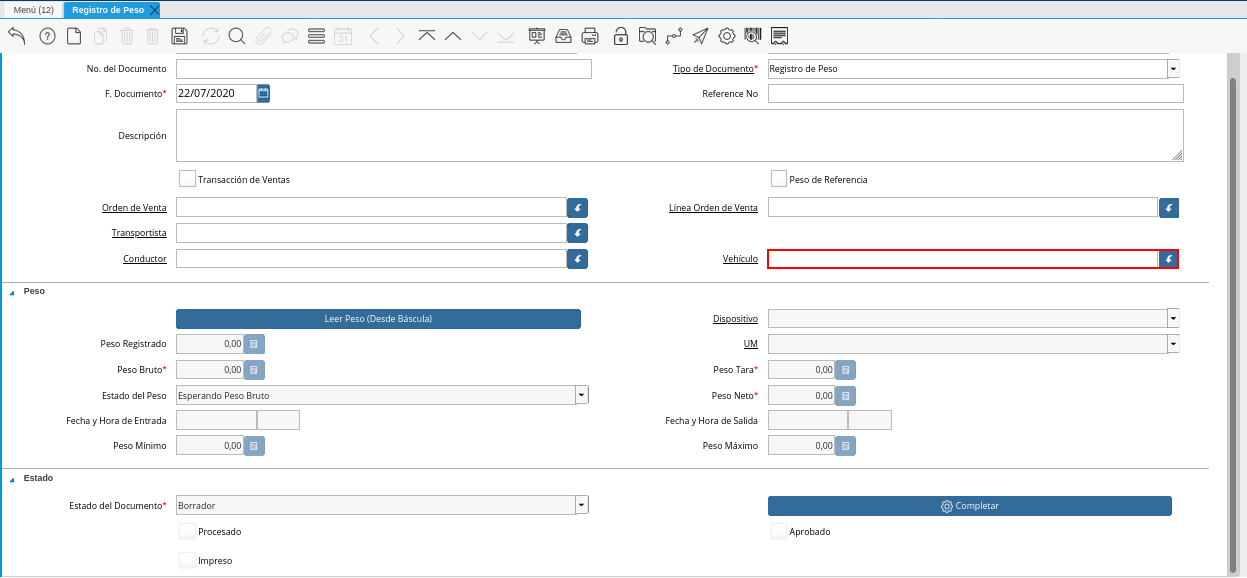 Menú (12) Registro de Peso
31
No. del Documento Tipo de Documento* Registro de Peso
F. Documento* 22/07/2020 Reference No
Descripción
Transacción de Ventas Peso de Referencia
Orden de Venta Línea Orden de Venta
Transportista
Conductor Vehículo
Peso
Leer Peso (Desde Báscula) Dispositivo
Peso Registrado 0,00 UM
Peso Bruto* 0,00 Peso Tara* 0,00
Estado del Peso Esperando Peso Bruto Peso Neto* 0,00
Fecha y Hora de Entrada Fecha y Hora de Salida
Peso Mínimo 0,00 Peso Máximo 0,00
Estado
Estado del Documento* Borrador Completar
Procesado Aprobado
Impreso